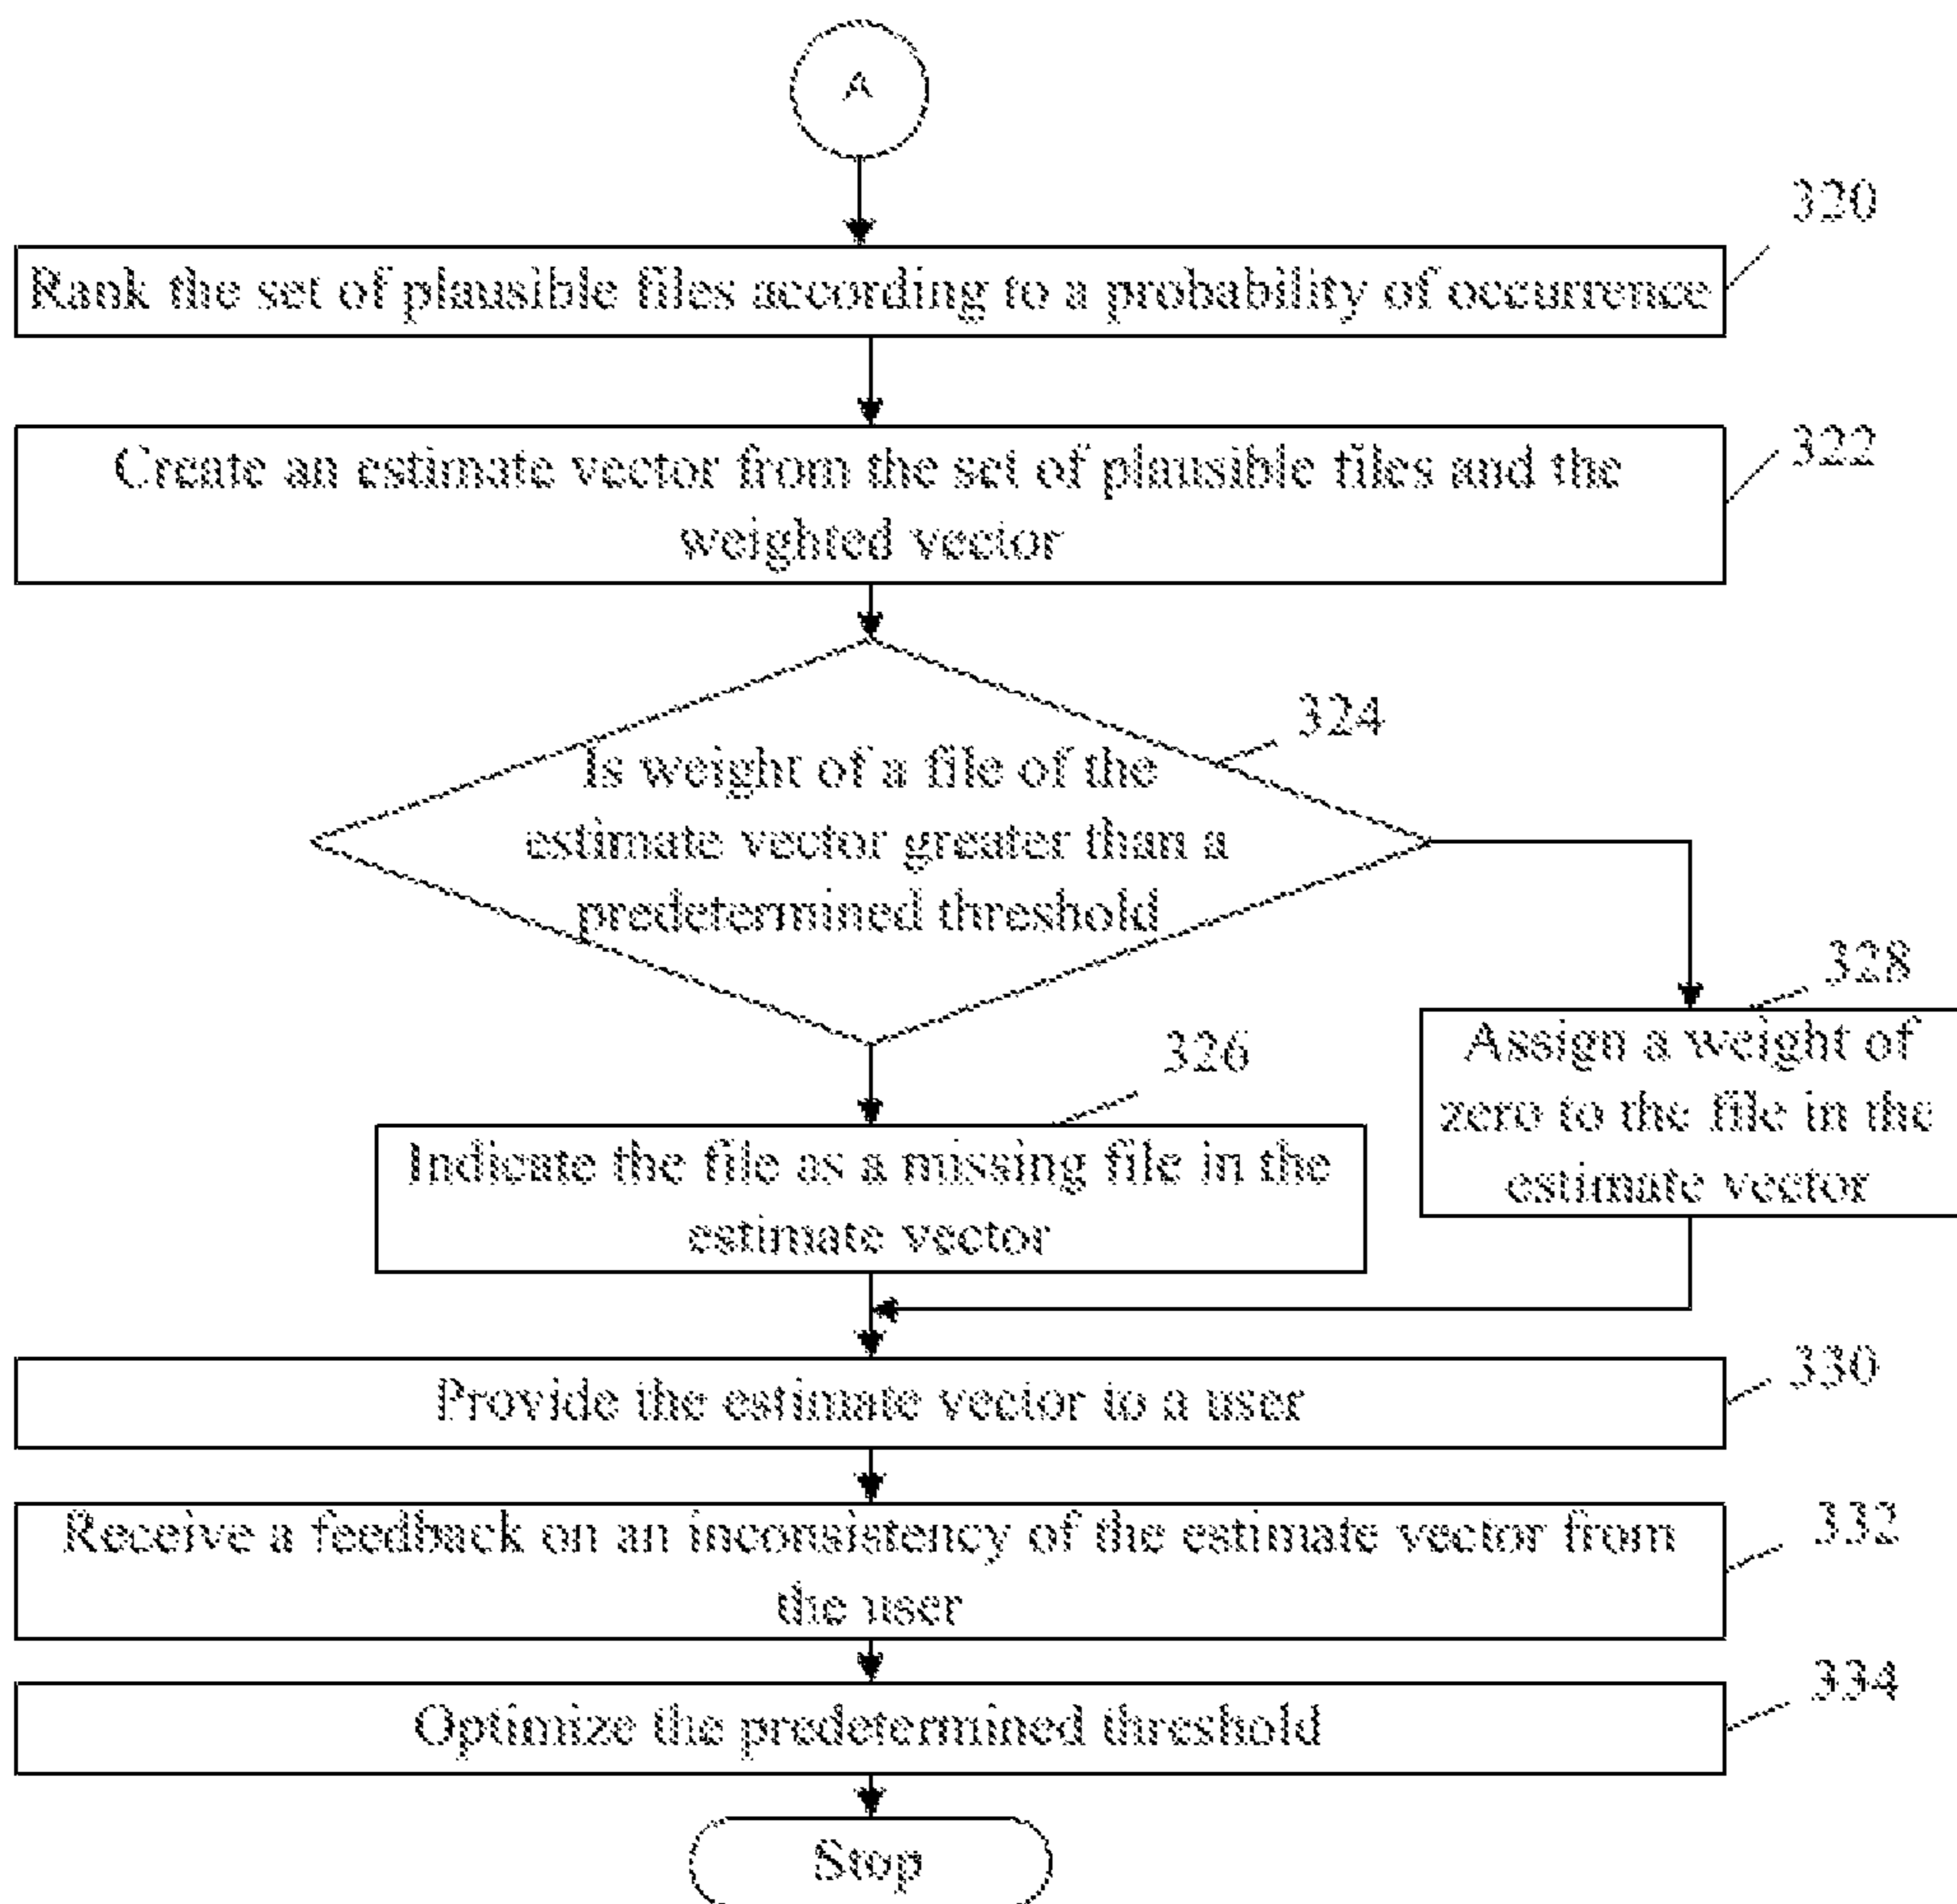 A
320
Rank the set of plausible files according to a probability of occurrence
322
Create an estimate vector from the set of plausible files and the
weighted vector
324
Is weight of a file of the
estimate vector greater than a
predetermined threshold
328
Assign a weight of
zero to the file in the
estimate vector
326
Indicate the file as a missing file in the
estimate vector
330
Provide the estimate vector to a user
332
Receive a feedback on an inconsistency of the estimate vector from
the user
334
Optimize the predetermined threshold
Stop